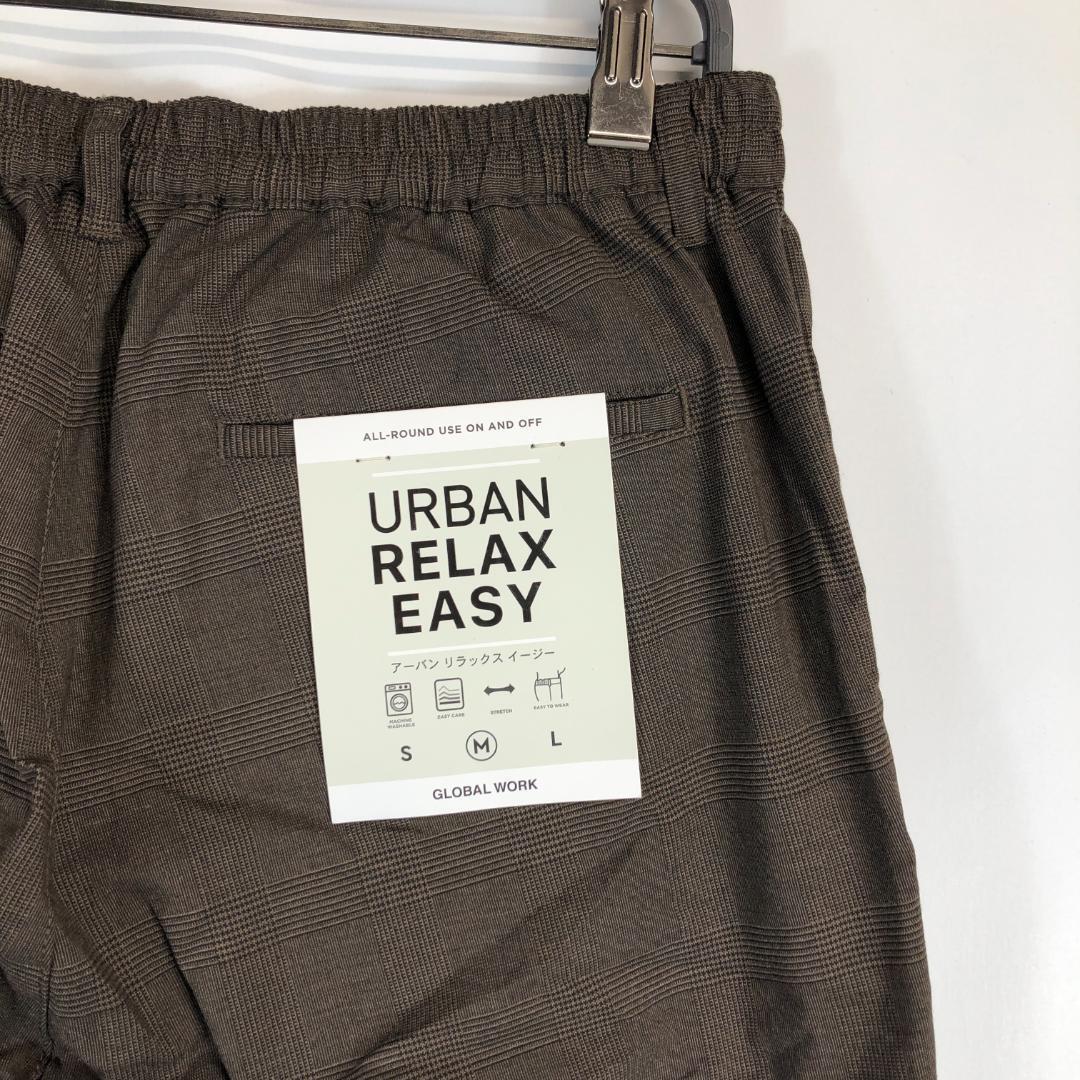 ALL-ROUND USE ON AND OFF
URBAN
RELAX
EASY
アーバン リラックス イージー
MACHINE
WASHABLE
EASY CARE
STRETCH
EASY TO WEAR
S M L
GLOBAL WORK